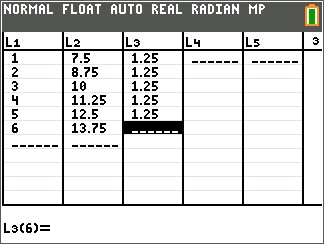 NORMAL FLOAT AUTO REAL RADIAN MP
L1 L2 L3 L4 L5 3
1 7.5 1.25 ------ ------
2 8.75 1.25
3 10 1.25
4 11.25 1.25
5 12.5 1.25
6 13.75 ------
------ ------
L3(6)=